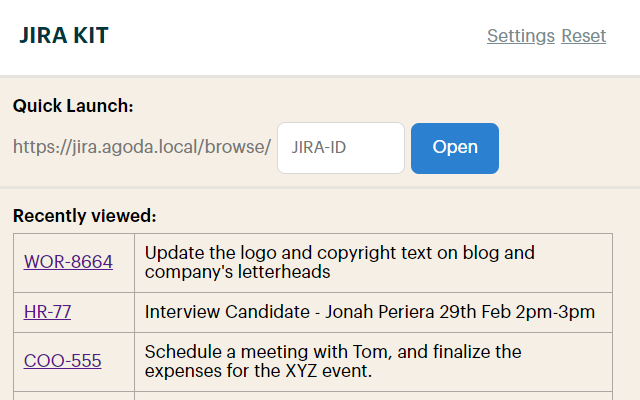 JIRA KIT
Settings Reset
Quick Launch:
https://jira.agoda.local/browse/ JIRA-ID Open
Recently viewed:
WOR-8664 Update the logo and copyright text on blog and
company's letterheads
HR-77 Interview Candidate - Jonah Periera 29th Feb 2pm-3pm
COO-555 Schedule a meeting with Tom, and finalize the
expenses for the XYZ event.